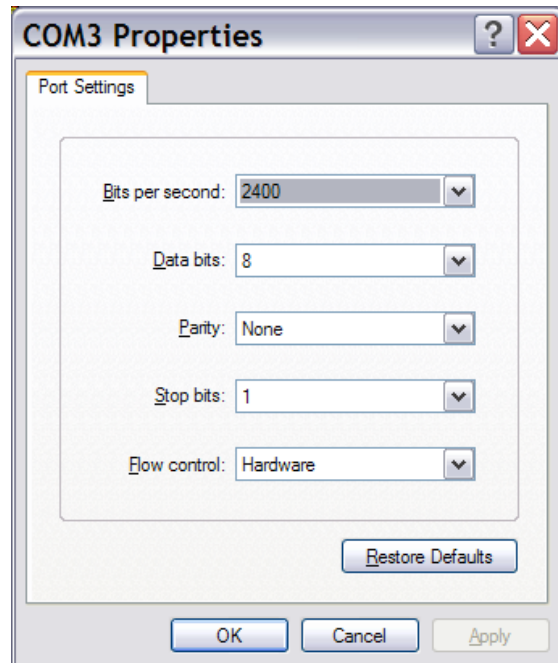 COM3 Properties
Port Settings
Bits per second: 2400
Data bits: 8
Parity: None
Stop bits: 1
Flow control: Hardware
Restore Defaults
OK Cancel Apply